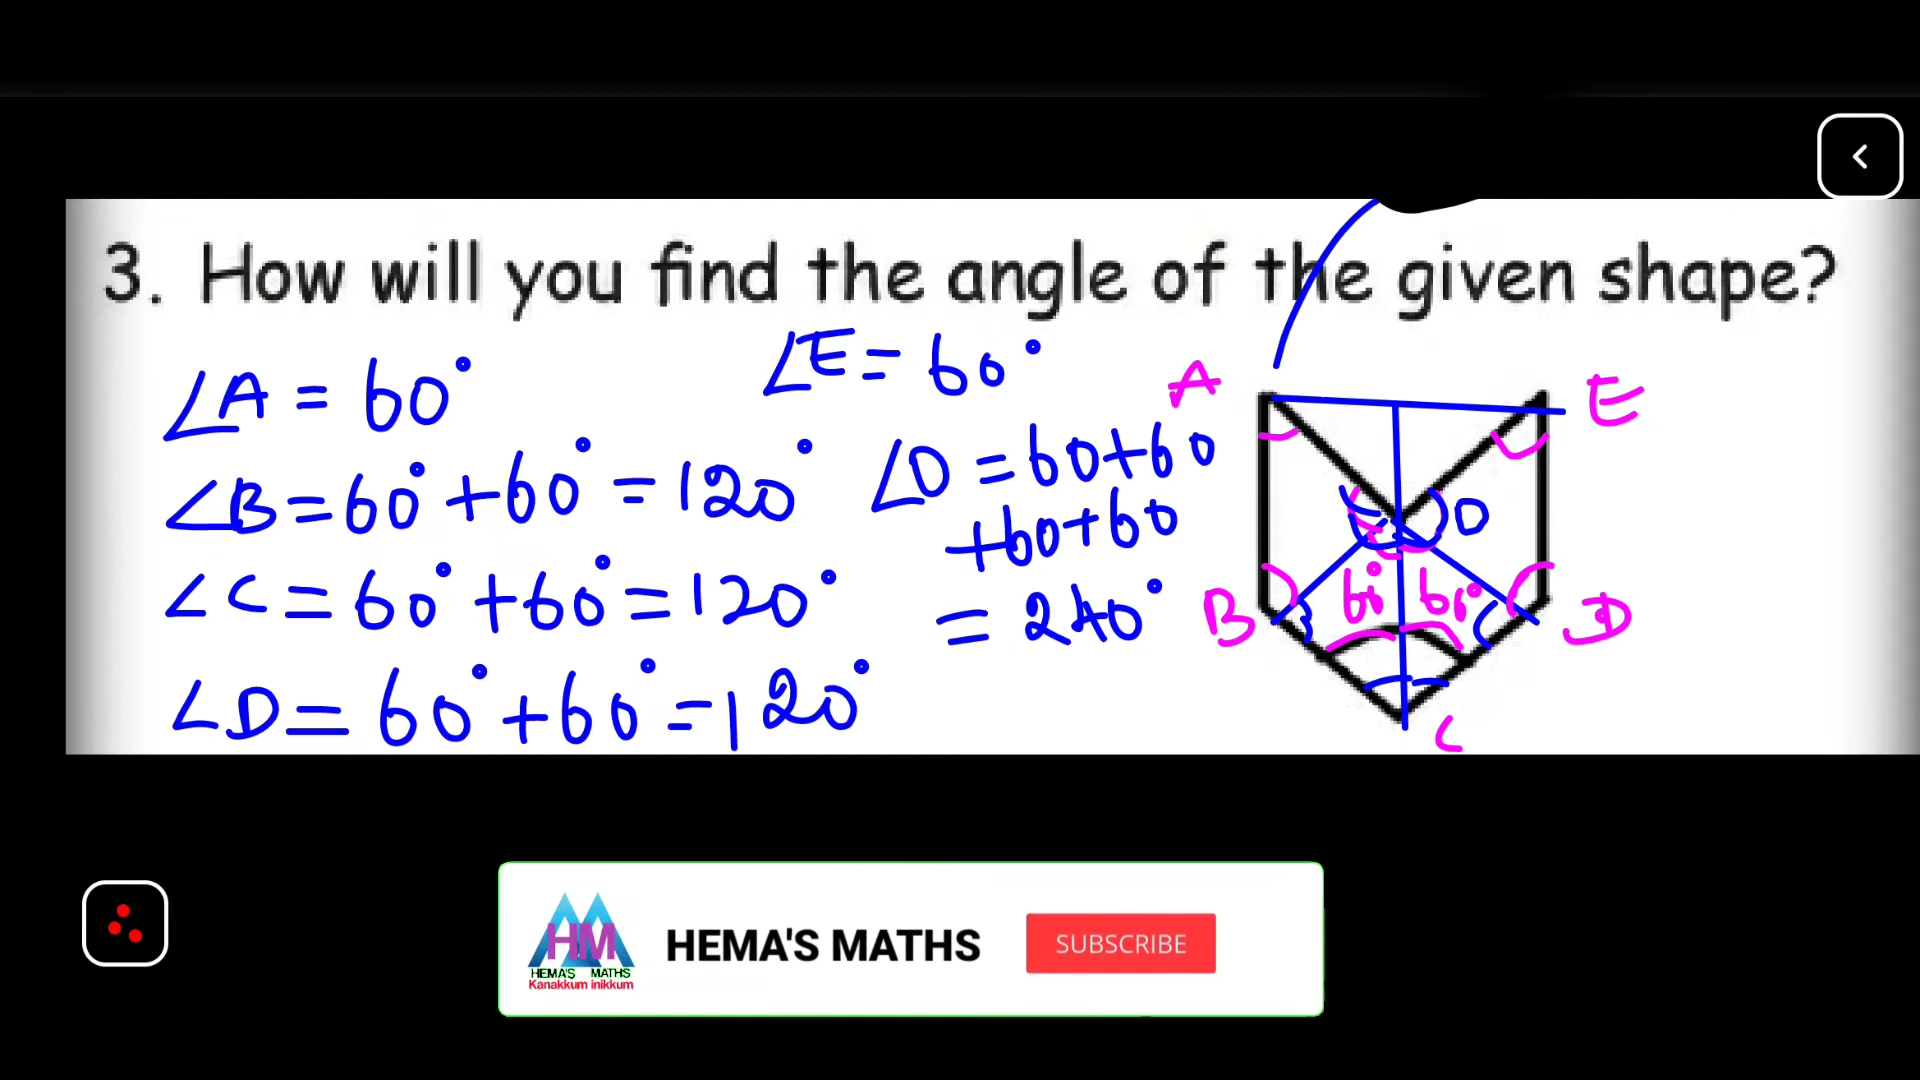 3. How will you find the angle of the given shape?
∠A = 60°
∠B = 60° + 60° = 120°
∠C = 60° + 60° = 120°
∠D = 60° + 60° = 120°
∠E = 60°
∠O = 60+60
+60+60
= 240°
A
E
O
60° 60°
B
D
C
HM
HEMA'S MATHS
Kanakkum inikkum
HEMA'S MATHS
SUBSCRIBE